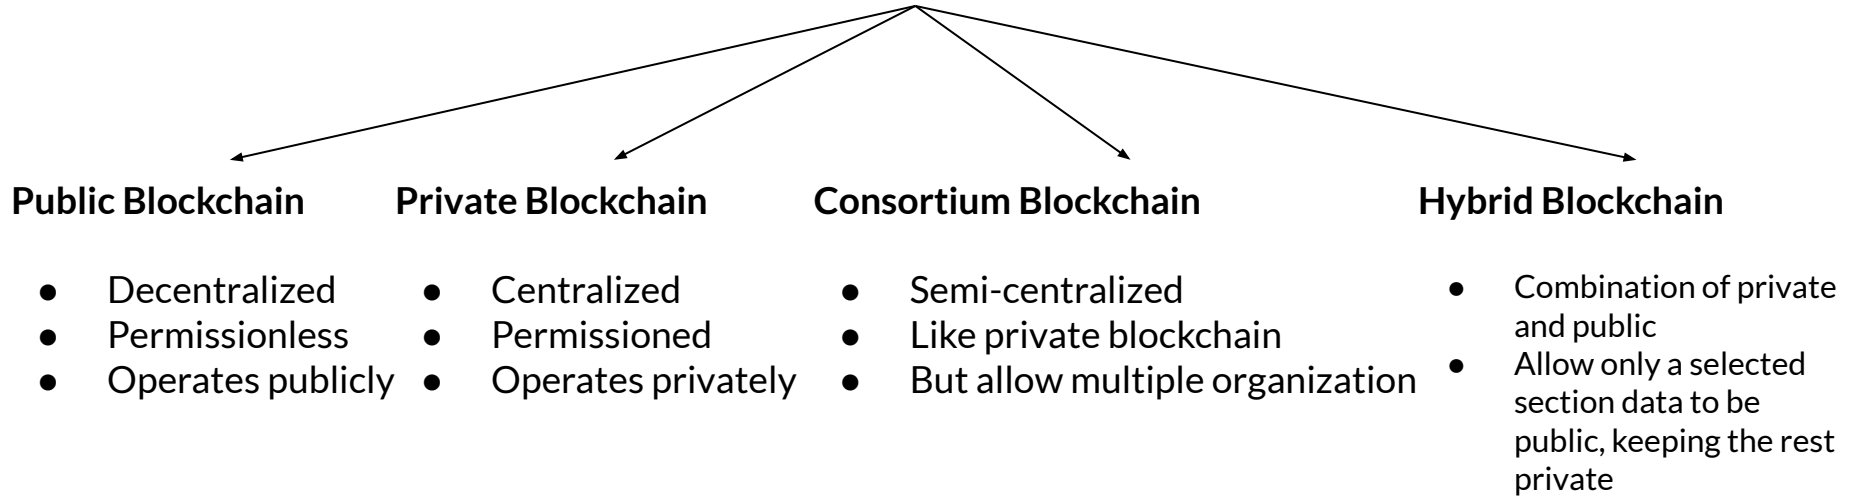 Public Blockchain
● Decentralized
● Permissionless
● Operates publicly
Private Blockchain
● Centralized
● Permissioned
● Operates privately
Consortium Blockchain
● Semi-centralized
● Like private blockchain
● But allow multiple organization
Hybrid Blockchain
● Combination of private
and public
● Allow only a selected
section data to be
public, keeping the rest
private